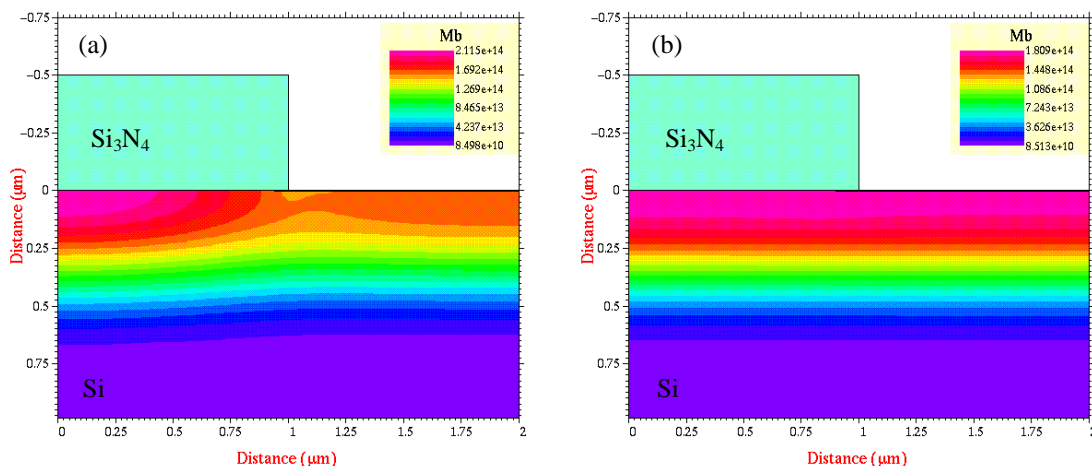 (a)
Mb
2.115e+14
1.692e+14
1.269e+14
8.465e+13
4.237e+13
8.498e+10
Si₃N₄
Si
-0.75
-0.5
-0.25
0
0.25
0.5
0.75
Distance (μm)
0 0.25 0.5 0.75 1 1.25 1.5 1.75 2
Distance (μm)
(b)
Mb
1.809e+14
1.448e+14
1.086e+14
7.243e+13
3.626e+13
8.513e+10
Si₃N₄
Si
-0.75
-0.5
-0.25
0
0.25
0.5
0.75
Distance (μm)
0 0.25 0.5 0.75 1 1.25 1.5 1.75 2
Distance (μm)